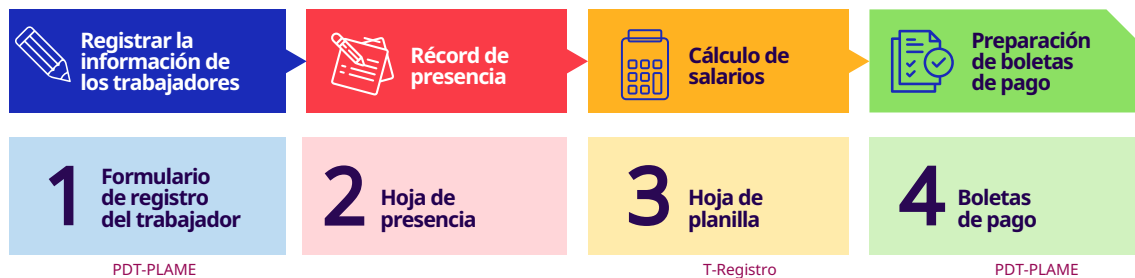 Registrar la
información de
los trabajadores
Récord de
presencia
Cálculo de
salarios
Preparación
de boletas
de pago
1
Formulario
de registro
del trabajador
2
Hoja de
presencia
3
Hoja de
planilla
4
Boletas
de pago
PDT-PLAME
T-Registro
PDT-PLAME